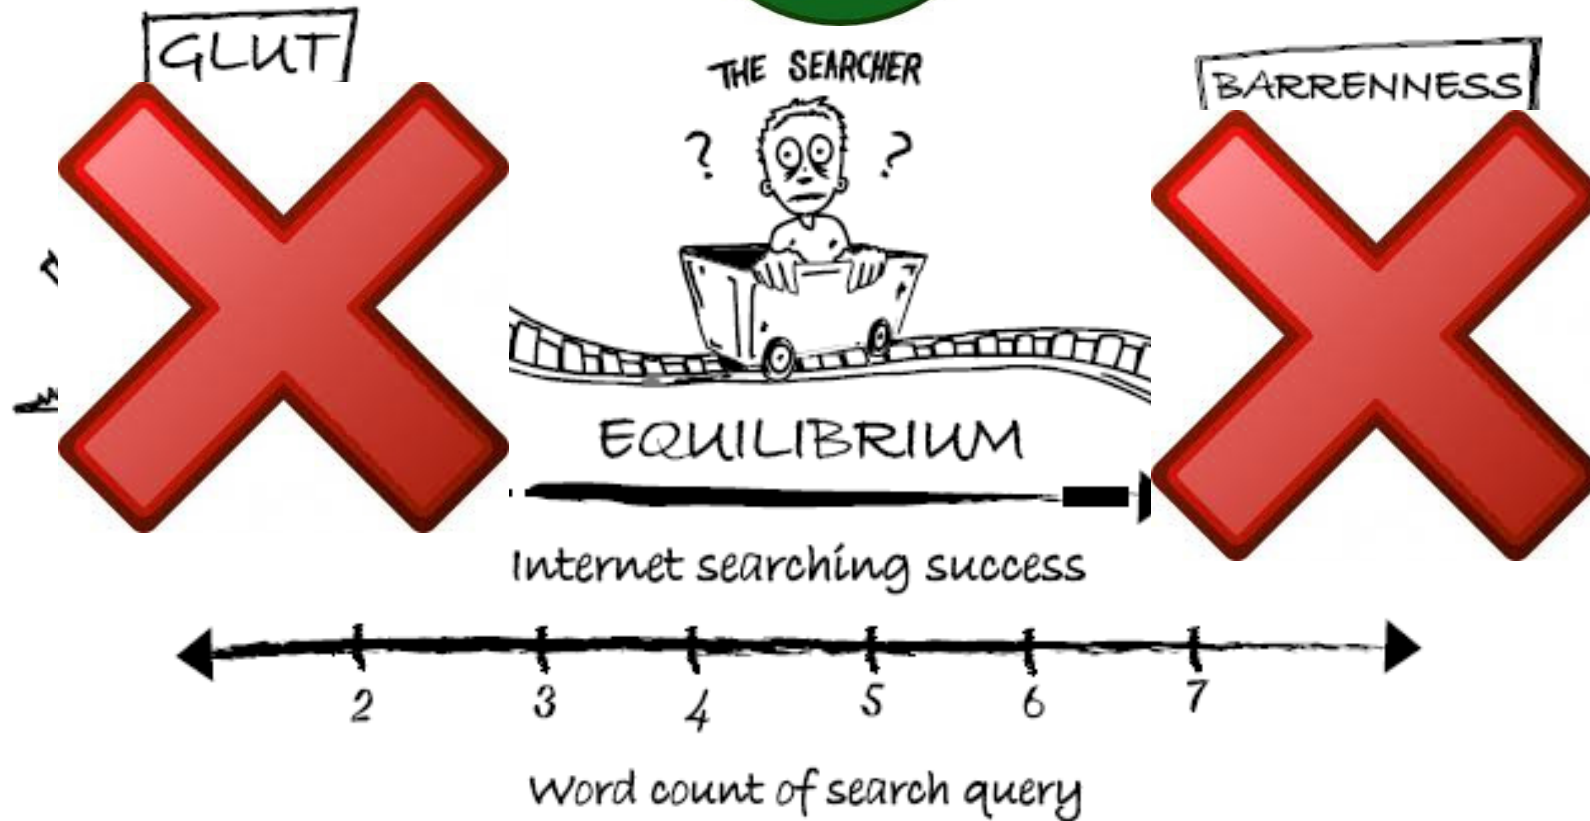 GLUT
THE SEARCHER
BARRENNESS
? ?
EQUILIBRIUM
Internet searching success
2 3 4 5 6 7
Word count of search query